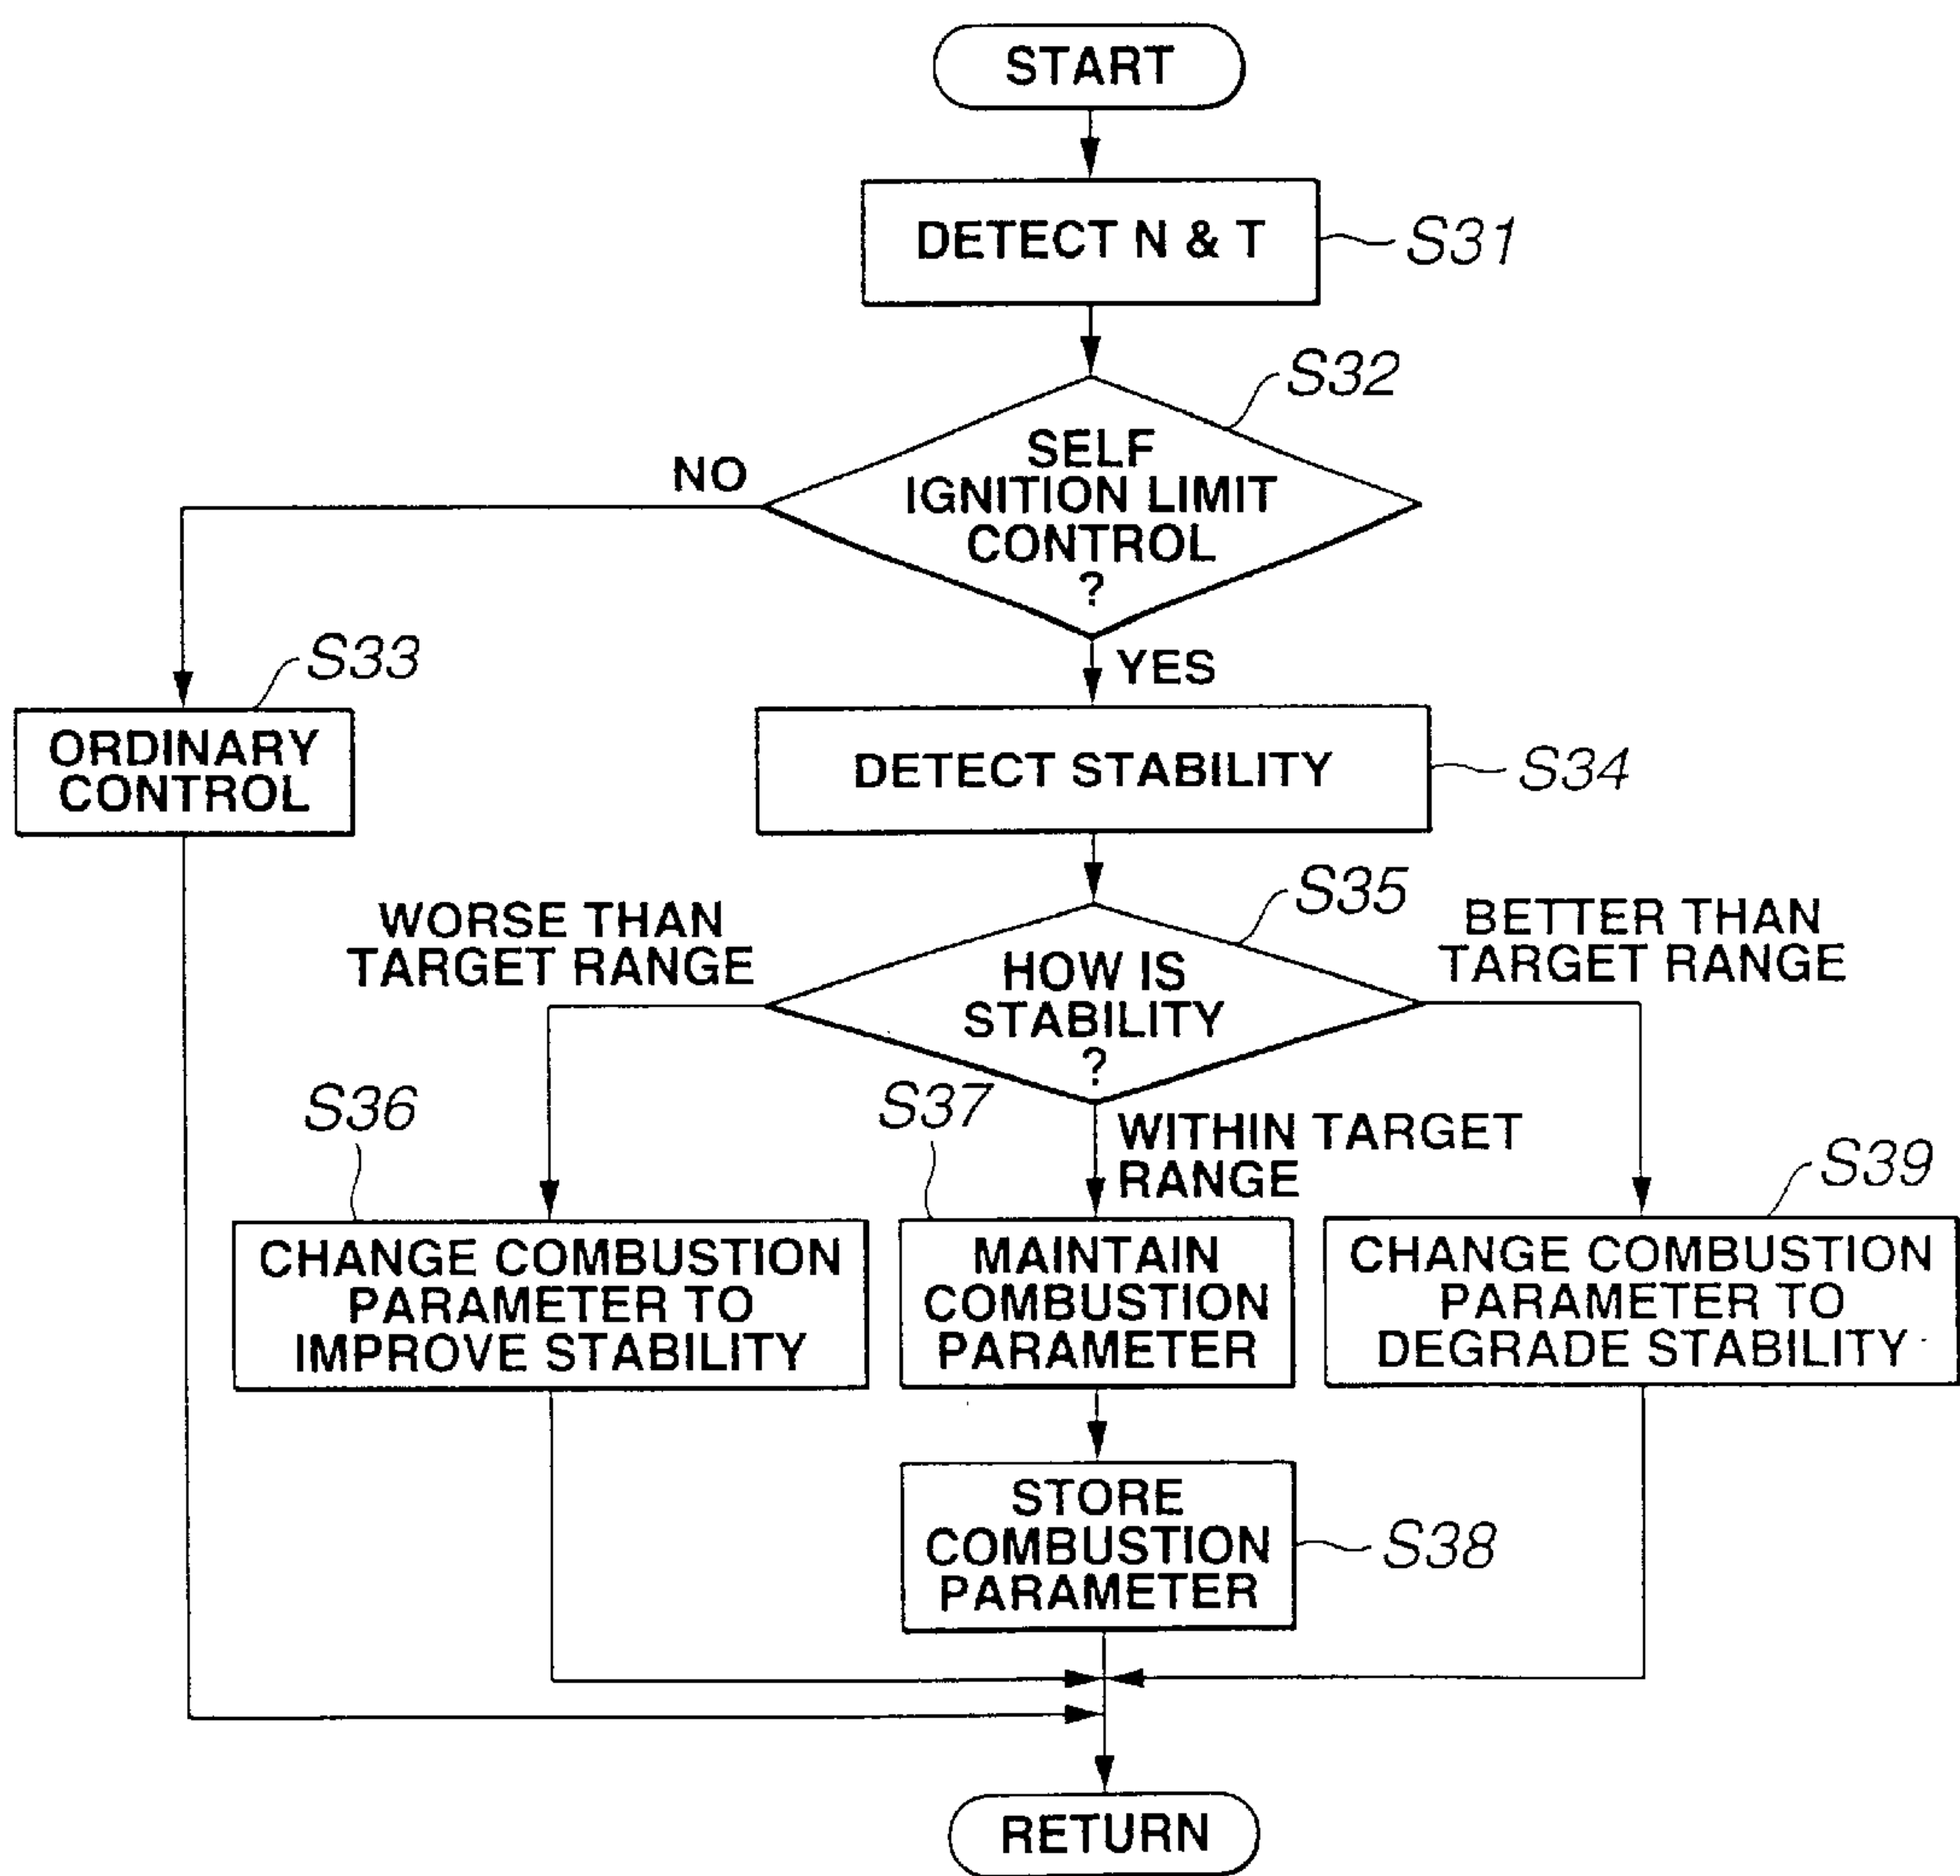 START
DETECT N & T
S31
S32
SELF
IGNITION LIMIT
CONTROL
?
NO
YES
S33
ORDINARY
CONTROL
DETECT STABILITY
S34
S35
WORSE THAN
TARGET RANGE
HOW IS
STABILITY
?
BETTER THAN
TARGET RANGE
S36
S37
WITHIN TARGET
RANGE
S39
CHANGE COMBUSTION
PARAMETER TO
IMPROVE STABILITY
MAINTAIN
COMBUSTION
PARAMETER
CHANGE COMBUSTION
PARAMETER TO
DEGRADE STABILITY
STORE
COMBUSTION
PARAMETER
S38
RETURN